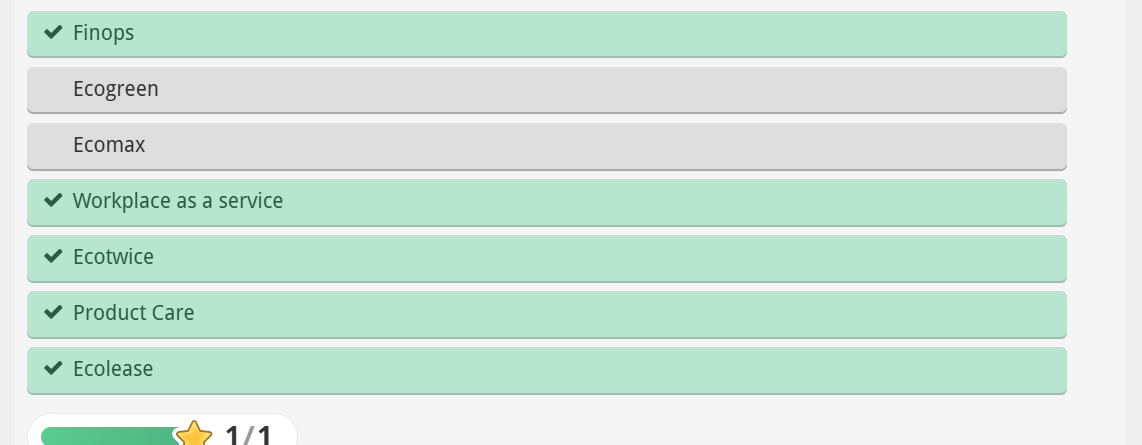 Finops
Ecogreen
Ecomax
Workplace as a service
Ecotwice
Product Care
Ecolease
1/1